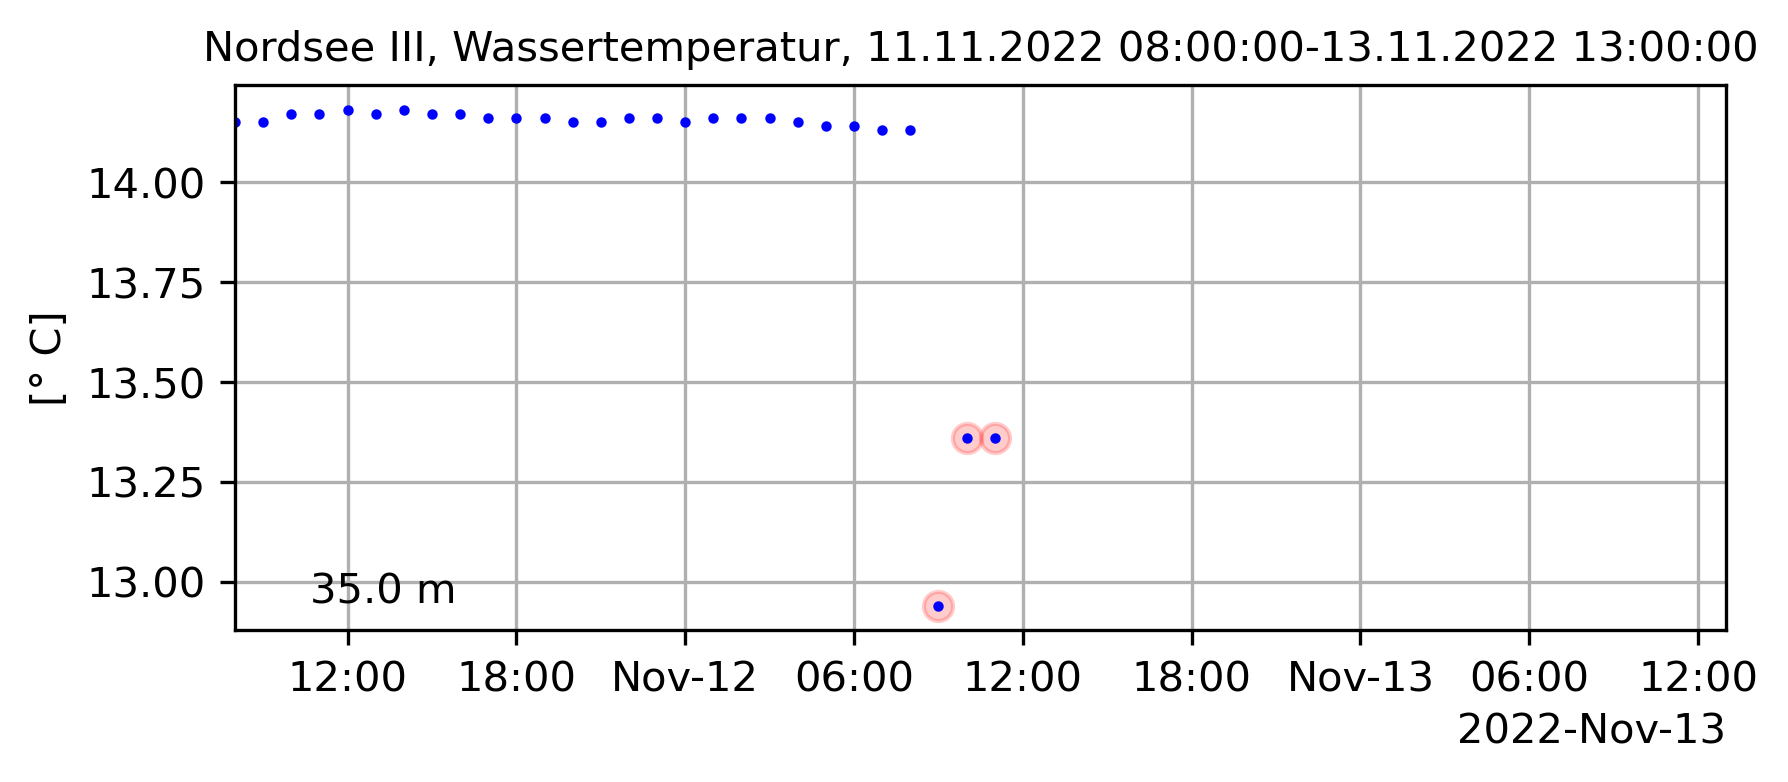 Nordsee III, Wassertemperatur, 11.11.2022 08:00:00-13.11.2022 13:00:00
14.00
13.75
13.50
13.25
13.00
[° C]
35.0 m
12:00 18:00 Nov-12 06:00 12:00 18:00 Nov-13 06:00 12:00
2022-Nov-13